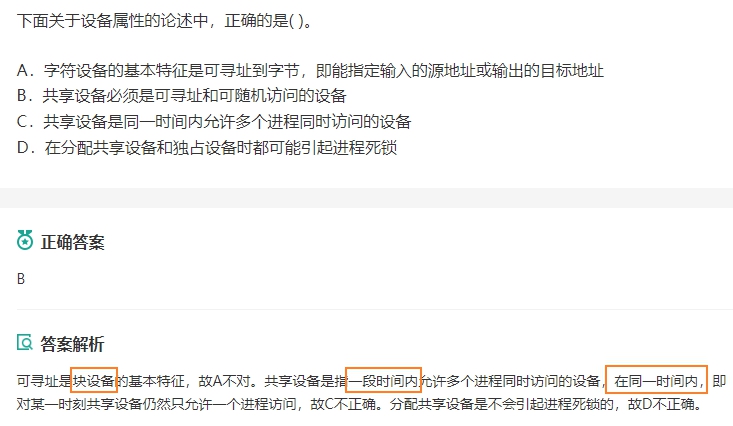 下面关于设备属性的论述中，正确的是( )。
A．字符设备的基本特征是可寻址到字节，即能指定输入的源地址或输出的目标地址
B．共享设备必须是可寻址和可随机访问的设备
C．共享设备是同一时间内允许多个进程同时访问的设备
D．在分配共享设备和独占设备时都可能引起进程死锁
正确答案
B
答案解析
可寻址是块设备的基本特征，故A不对。共享设备是指一段时间内允许多个进程同时访问的设备，在同一时间内，即
对某一时刻共享设备仍然只允许一个进程访问，故C不正确。分配共享设备是不会引起进程死锁的，故D不正确。